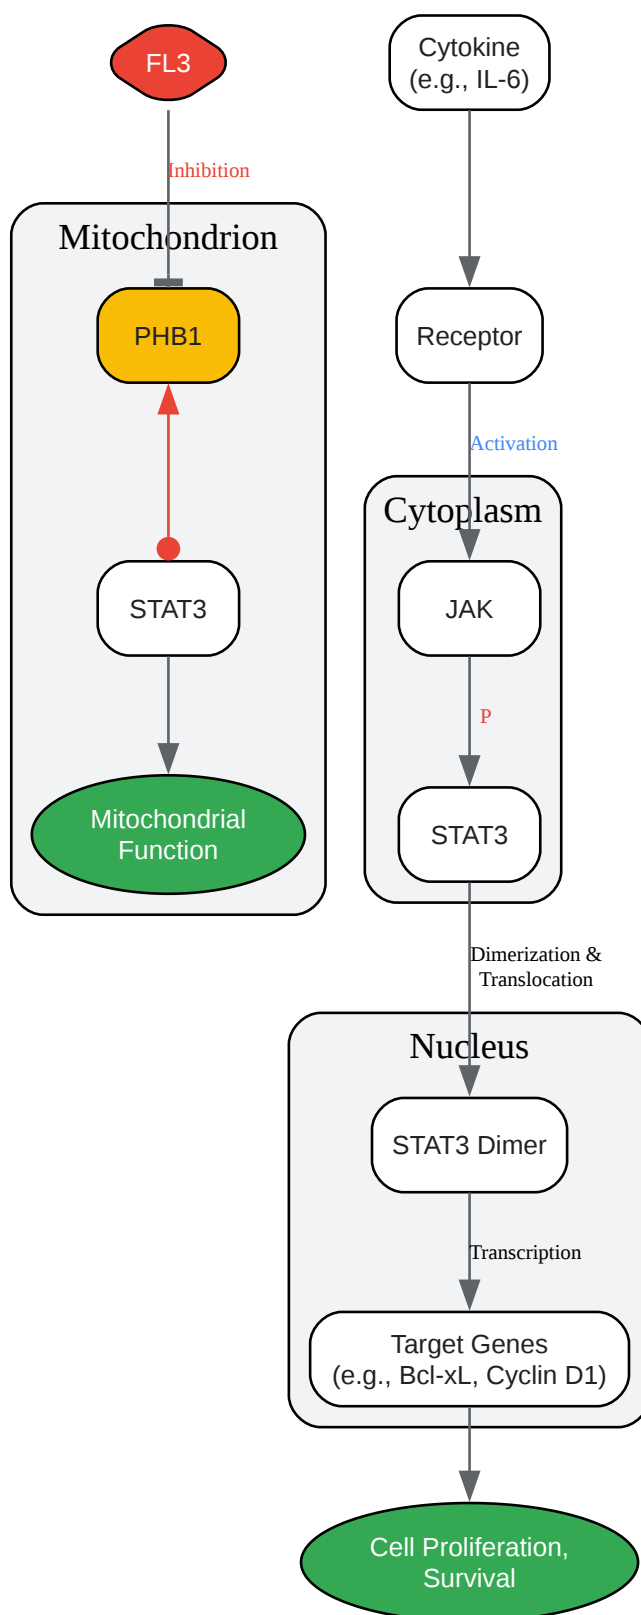 FL3
Inhibition
Mitochondrion
PHB1
STAT3
Mitochondrial
Function
Cytokine
(e.g., IL-6)
Receptor
Activation
Cytoplasm
JAK
P
STAT3
Dimerization &
Translocation
Nucleus
STAT3 Dimer
Transcription
Target Genes
(e.g., Bcl-xL, Cyclin D1)
Cell Proliferation,
Survival